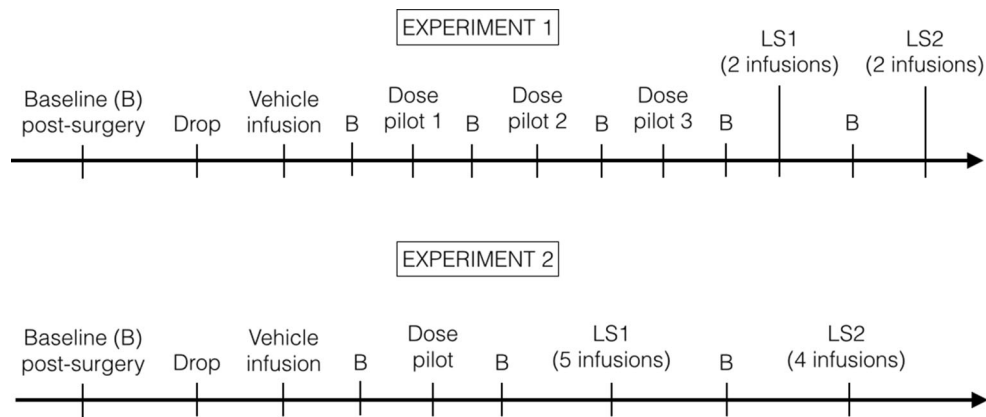 EXPERIMENT 1
LS1
(2 infusions)
LS2
(2 infusions)
Baseline (B)
post-surgery
Drop
Vehicle
infusion
B
Dose
pilot 1
B
Dose
pilot 2
B
Dose
pilot 3
B
B
EXPERIMENT 2
Baseline (B)
post-surgery
Drop
Vehicle
infusion
B
Dose
pilot
B
LS1
(5 infusions)
B
LS2
(4 infusions)